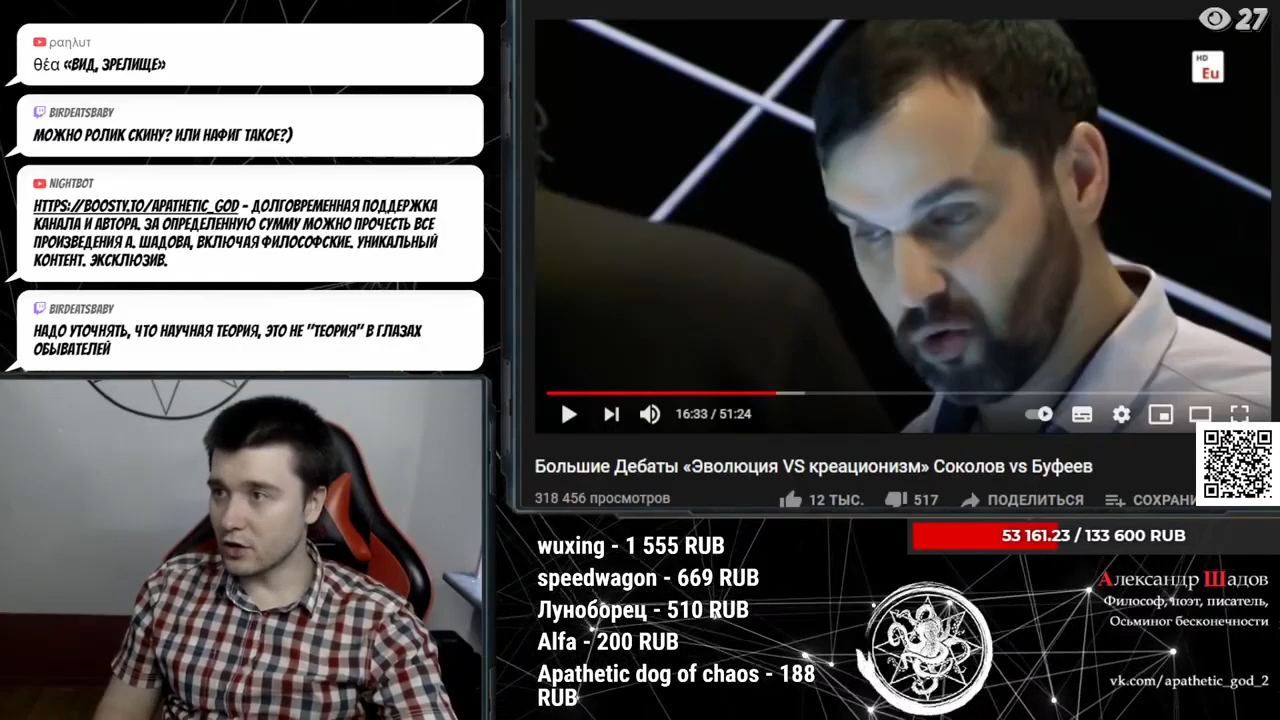 ραηλυτ
θέα «ВИД, ЗРЕЛИЩЕ»
BIRDEATSBABY
МОЖНО РОЛИК СКИНУ? ИЛИ НАФИГ ТАКОЕ?)
NIGHTBOT
HTTPS://BOOSTY.TO/APATHETIC_GOD - ДОЛГОВРЕМЕННАЯ ПОДДЕРЖКА
КАНАЛА И АВТОРА. ЗА ОПРЕДЕЛЕННУЮ СУММУ МОЖНО ПРОЧЕСТЬ ВСЕ
ПРОИЗВЕДЕНИЯ А. ШАДОВА, ВКЛЮЧАЯ ФИЛОСОФСКИЕ. УНИКАЛЬНЫЙ
КОНТЕНТ. ЭКСКЛЮЗИВ.
BIRDEATSBABY
НАДО УТОЧНЯТЬ, ЧТО НАУЧНАЯ ТЕОРИЯ, ЭТО НЕ "ТЕОРИЯ" В ГЛАЗАХ
ОБЫВАТЕЛЕЙ
27
HD
Eu
16:33 / 51:24
Большие Дебаты «Эволюция VS креационизм» Соколов vs Буфеев
318 456 просмотров
12 ТЫС.
517
ПОДЕЛИТЬСЯ
СОХРАНИ
53 161.23 / 133 600 RUB
wuxing - 1 555 RUB
speedwagon - 669 RUB
Луноборец - 510 RUB
Alfa - 200 RUB
Apathetic dog of chaos - 188
RUB
Александр Шадов
Философ, поэт, писатель,
Осьминог бесконечности
vk.com/apathetic_god_2